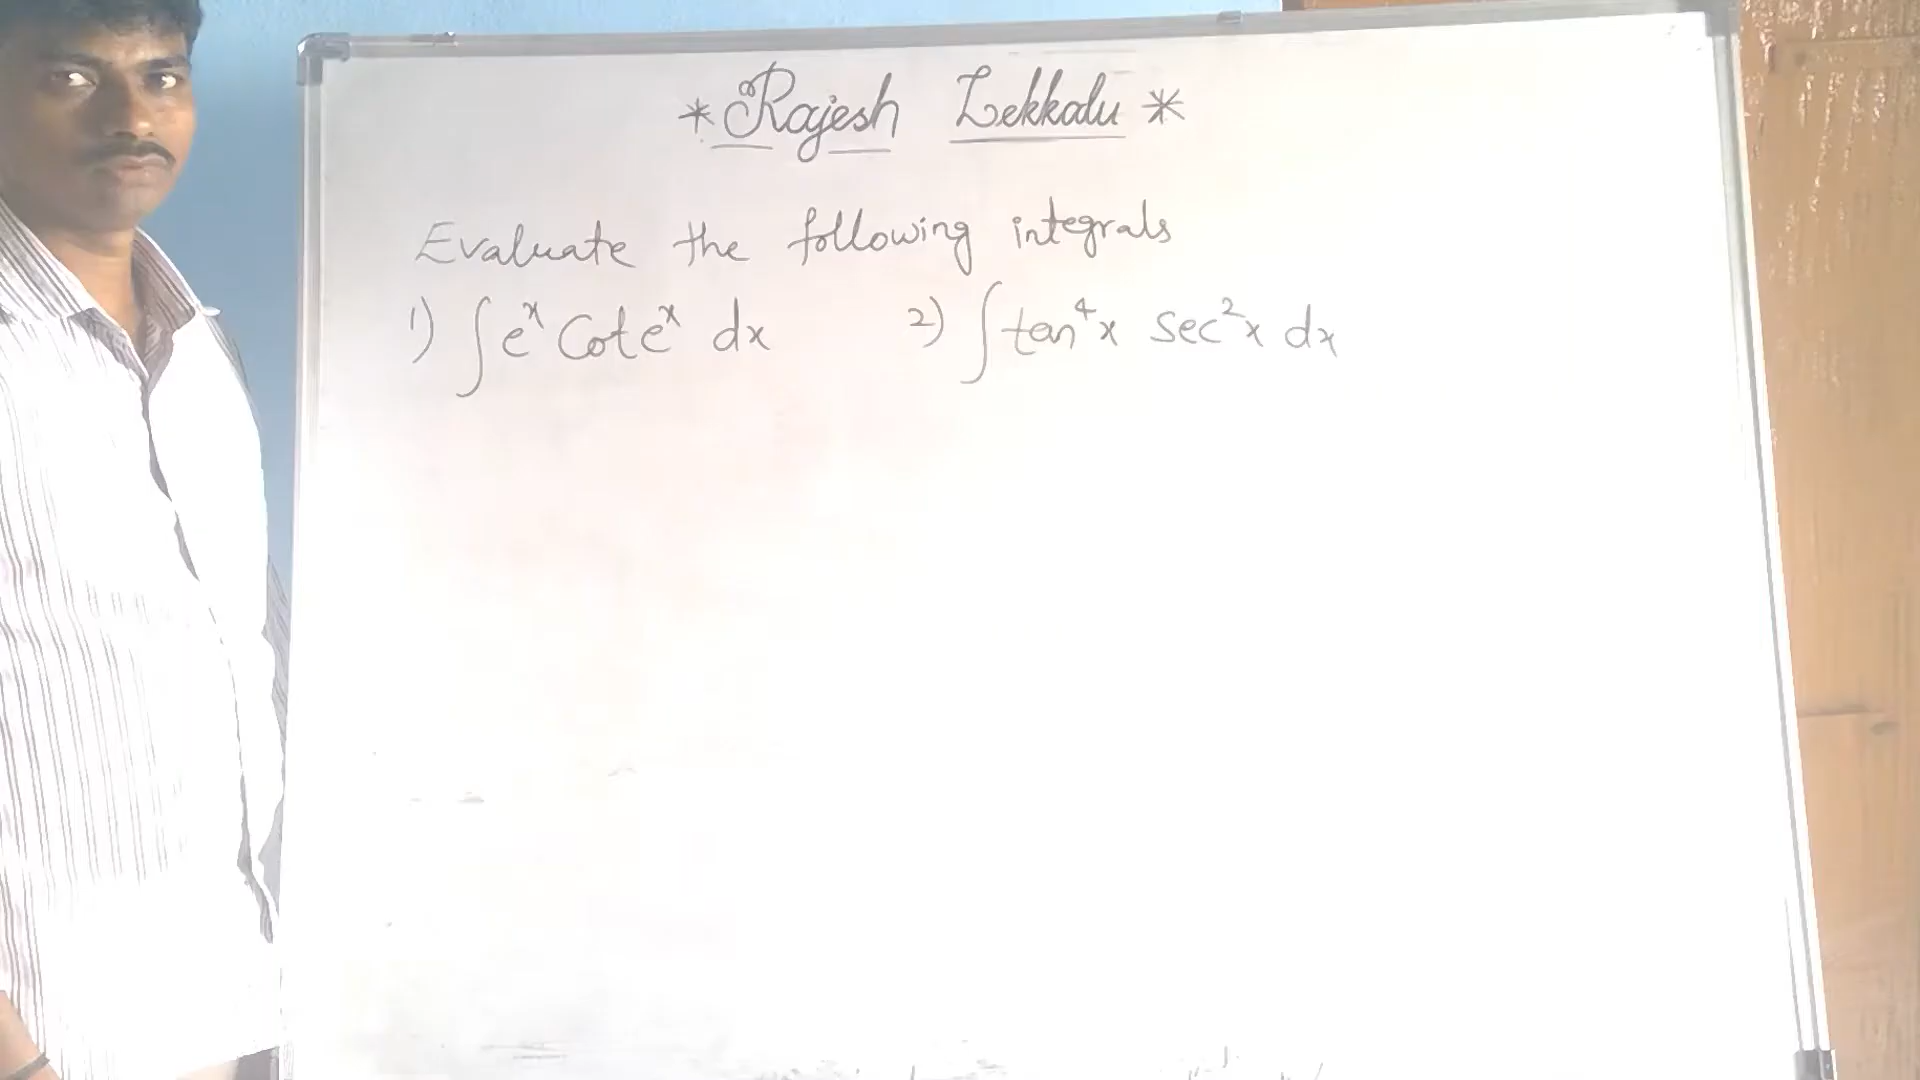 * Rajesh Lekkalu *
Evaluate the following integrals
1) ∫eˣ Cot eˣ dx 2) ∫tan⁴x Sec²x dx